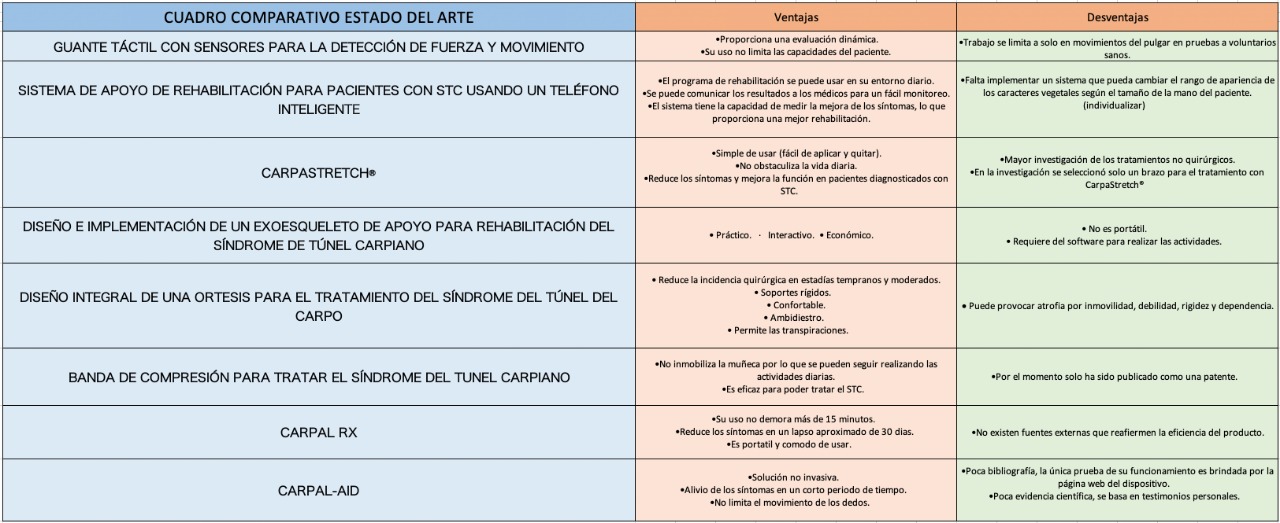 CUADRO COMPARATIVO ESTADO DEL ARTE
Ventajas
Desventajas
GUANTE TÁCTIL CON SENSORES PARA LA DETECCIÓN DE FUERZA Y MOVIMIENTO
•Proporciona una evaluación dinámica.
•Su uso no limita las capacidades del paciente.
•Trabajo se limita a solo en movimientos del pulgar en pruebas a voluntarios
sanos.
SISTEMA DE APOYO DE REHABILITACIÓN PARA PACIENTES CON STC USANDO UN TELÉFONO
INTELIGENTE
•El programa de rehabilitación se puede usar en su entorno diario.
•Se puede comunicar los resultados a los médicos para un fácil monitoreo.
•El sistema tiene la capacidad de medir la mejora de los síntomas, lo que
proporciona una mejor rehabilitación.
•Falta implementar un sistema que pueda cambiar el rango de apariencia de
los caracteres vegetales según el tamaño de la mano del paciente.
(individualizar)
CARPASTRETCH®
•Simple de usar (fácil de aplicar y quitar).
•No obstaculiza la vida diaria.
•Reduce los síntomas y mejora la función en pacientes diagnosticados con
STC.
•Mayor investigación de los tratamientos no quirúrgicos.
•En la investigación se seleccionó solo un brazo para el tratamiento con
CarpaStretch®
DISEÑO E IMPLEMENTACIÓN DE UN EXOESQUELETO DE APOYO PARA REHABILITACIÓN DEL
SÍNDROME DE TÚNEL CARPIANO
• Práctico. · Interactivo. • Económico.
• No es portátil.
• Requiere del software para realizar las actividades.
DISEÑO INTEGRAL DE UNA ORTESIS PARA EL TRATAMIENTO DEL SÍNDROME DEL TÚNEL DEL
CARPO
• Reduce la incidencia quirúrgica en estadías tempranos y moderados.
• Soportes rígidos.
• Confortable.
• Ambidiestro.
• Permite las transpiraciones.
• Puede provocar atrofia por inmovilidad, debilidad, rigidez y dependencia.
BANDA DE COMPRESIÓN PARA TRATAR EL SÍNDROME DEL TUNEL CARPIANO
•No inmobiliza la muñeca por lo que se pueden seguir realizando las
actividades diarias.
•Es eficaz para poder tratar el STC.
•Por el momento solo ha sido publicado como una patente.
CARPAL RX
•Su uso no demora más de 15 minutos.
•Reduce los síntomas en un lapso aproximado de 30 dias.
•Es portatil y comodo de usar.
•No existen fuentes externas que reafiermen la eficiencia del producto.
CARPAL-AID
•Solución no invasiva.
•Alivio de los síntomas en un corto periodo de tiempo.
•No limita el movimiento de los dedos.
•Poca bibliografía, la única prueba de su funcionamiento es brindada por la
página web del dispositivo.
•Poca evidencia científica, se basa en testimonios personales.